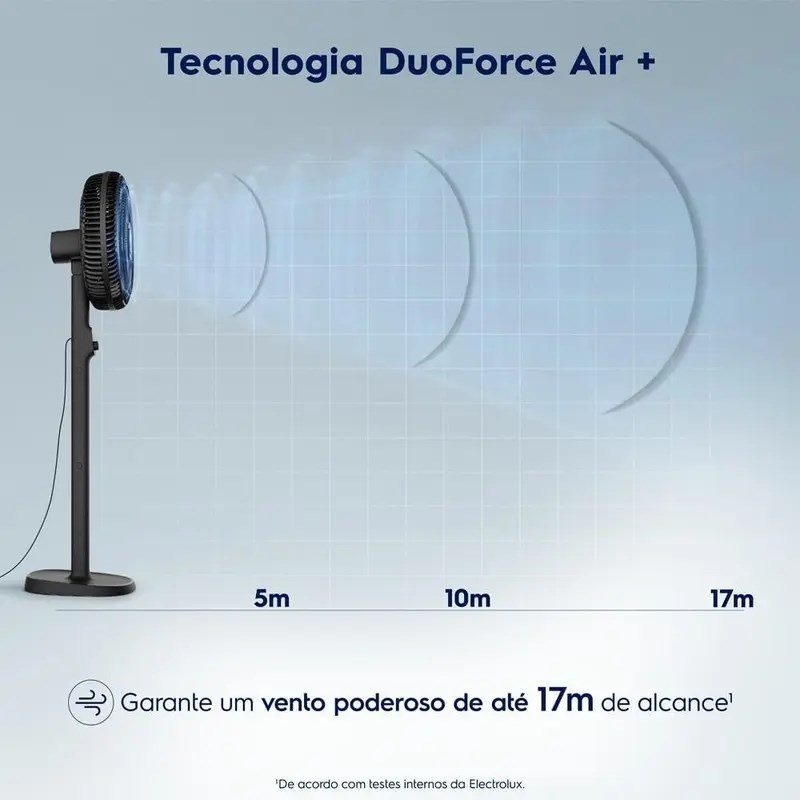 Tecnologia DuoForce Air +
5m 10m 17m
Garante um vento poderoso de até 17m de alcance¹
¹De acordo com testes internos da Electrolux.